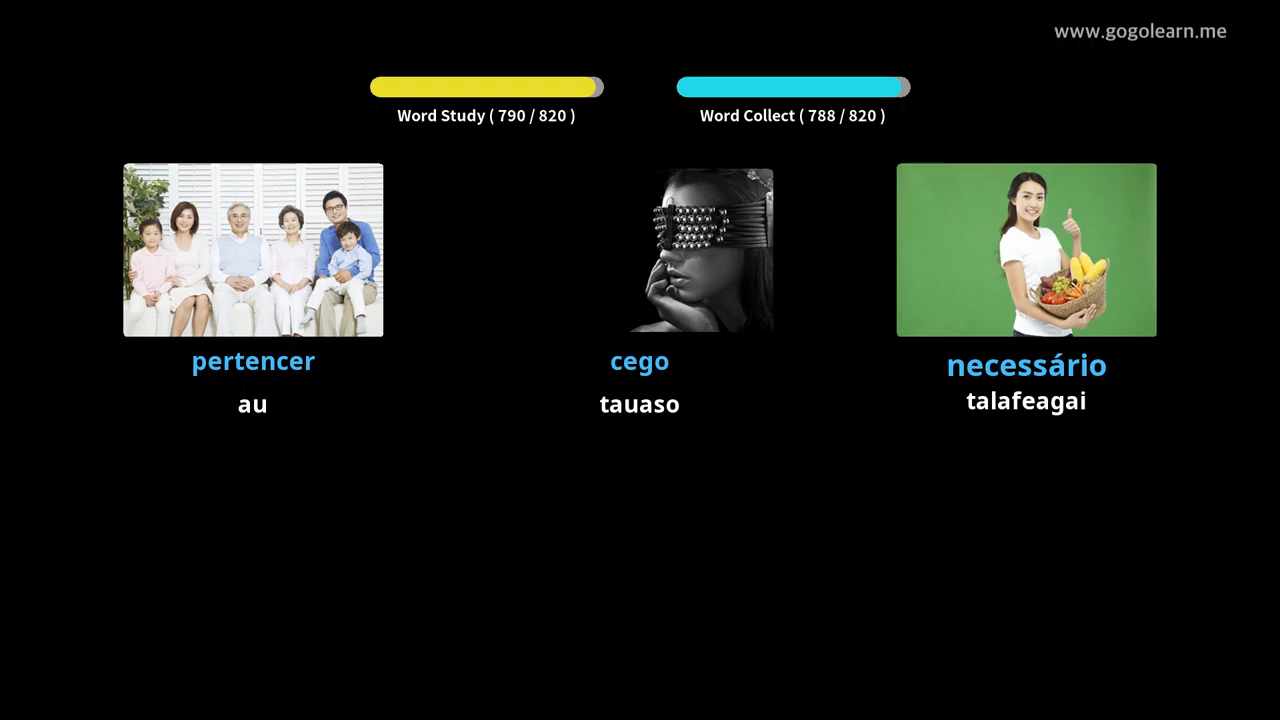 www.gogolearn.me
Word Study ( 790 / 820 )
Word Collect ( 788 / 820 )
pertencer
au
cego
tauaso
necessário
talafeagai